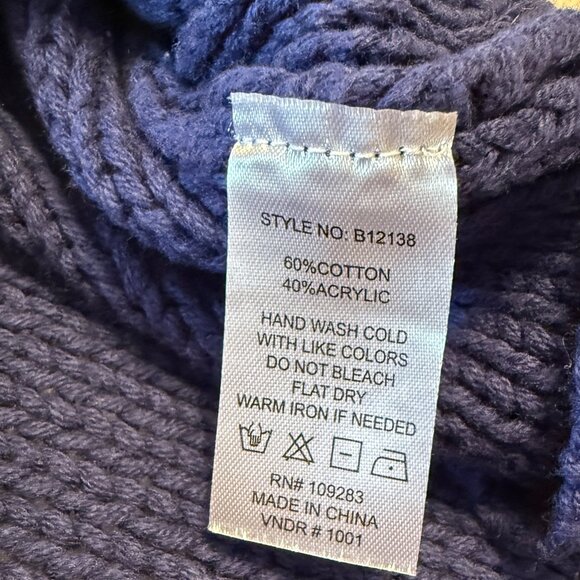 STYLE NO: B12138
60%COTTON
40%ACRYLIC
HAND WASH COLD
WITH LIKE COLORS
DO NOT BLEACH
FLAT DRY
WARM IRON IF NEEDED
RN# 109283
MADE IN CHINA
VNDR # 1001